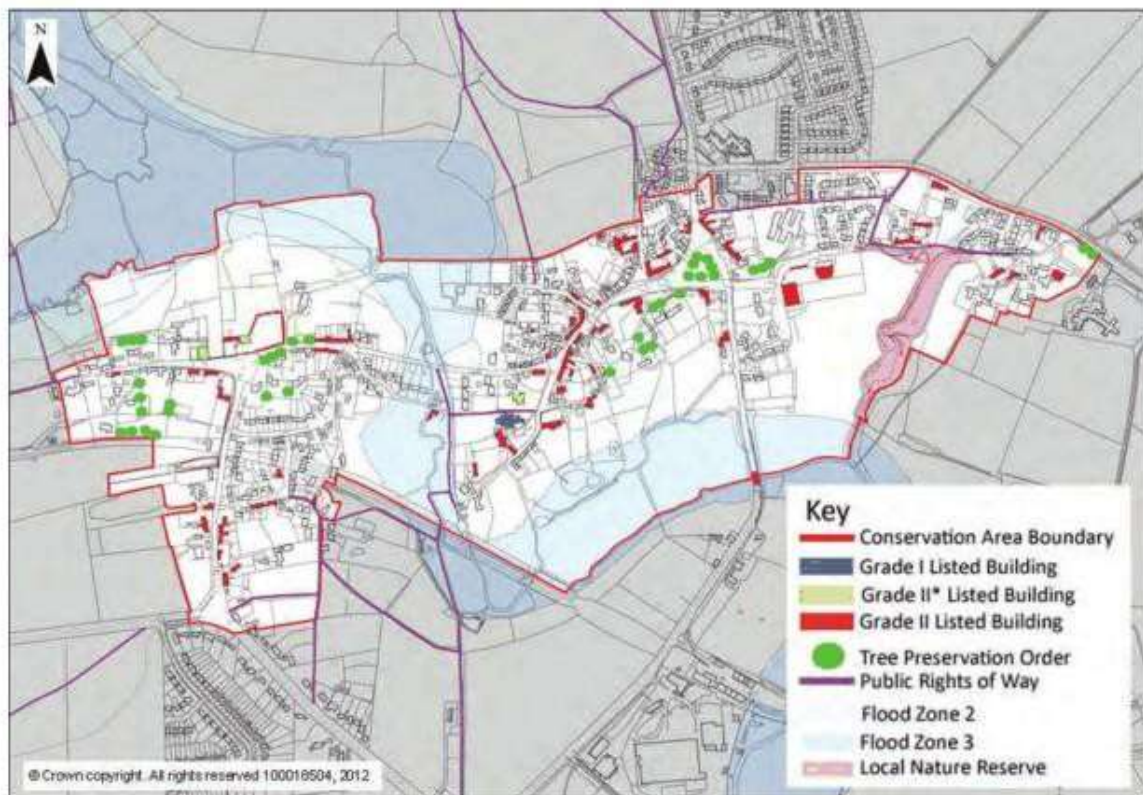 N
Key
Conservation Area Boundary
Grade I Listed Building
Grade II* Listed Building
Grade II Listed Building
Tree Preservation Order
Public Rights of Way
Flood Zone 2
Flood Zone 3
Local Nature Reserve
© Crown copyright. All rights reserved 100018504, 2012